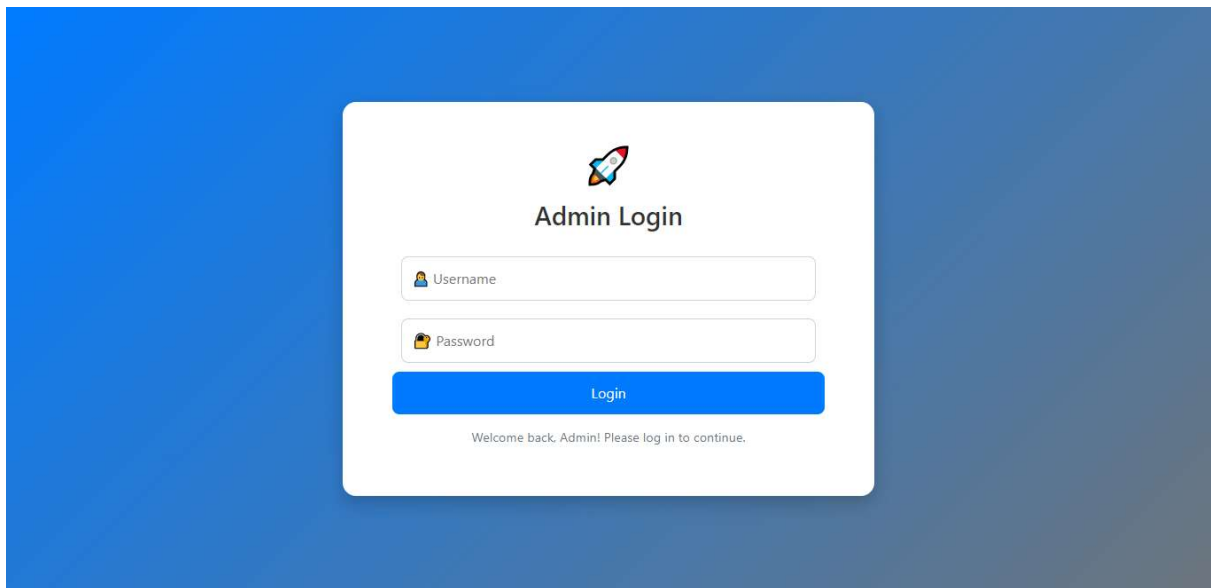 Admin Login
Username
Password
Login
Welcome back, Admin! Please log in to continue.